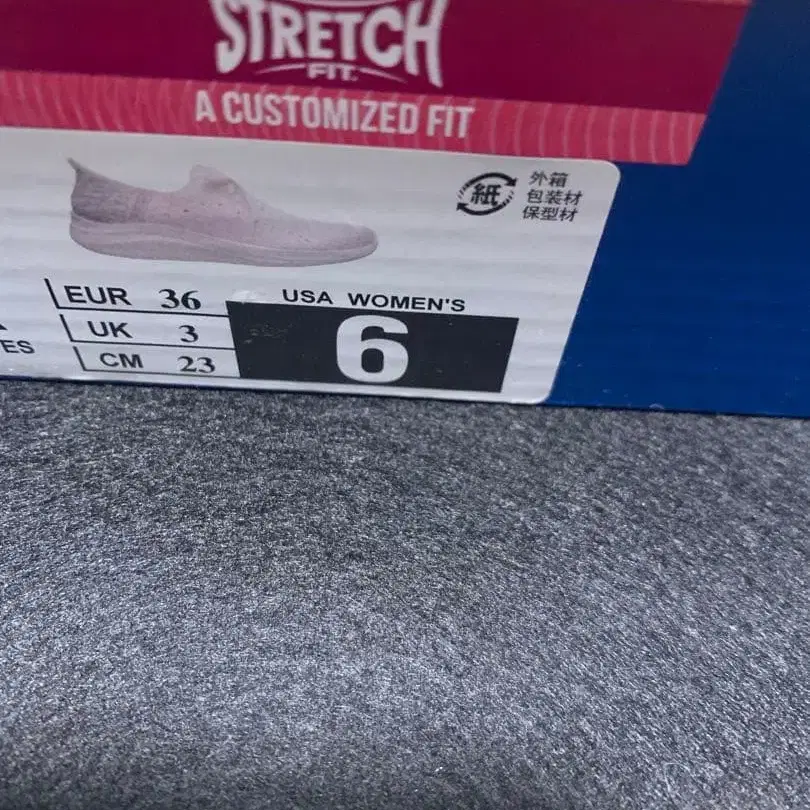 STRETCH
FIT.
A CUSTOMIZED FIT
紙
外箱
包装材
保型材
EUR 36
UK 3
CM 23
ES
USA WOMEN'S
6